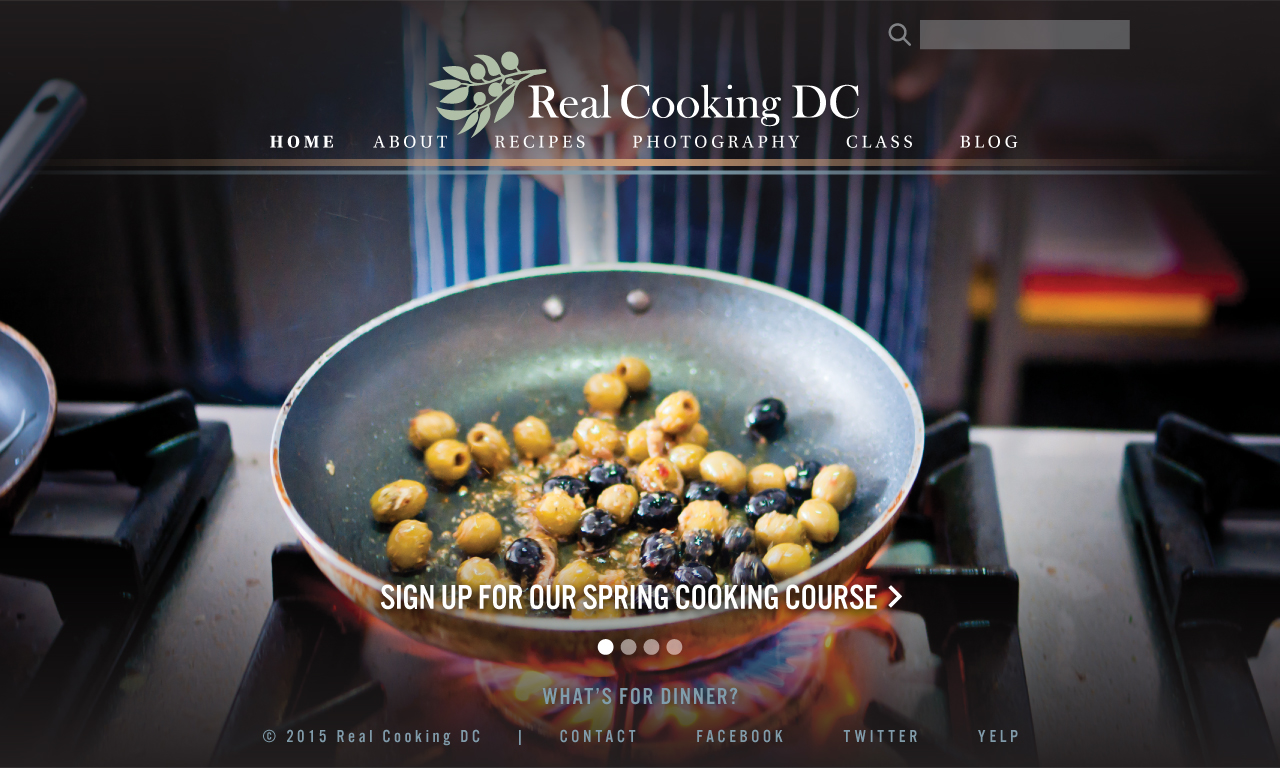 Real Cooking DC
HOME ABOUT RECIPES PHOTOGRAPHY CLASS BLOG
SIGN UP FOR OUR SPRING COOKING COURSE >
WHAT'S FOR DINNER?
© 2015 Real Cooking DC | CONTACT FACEBOOK TWITTER YELP